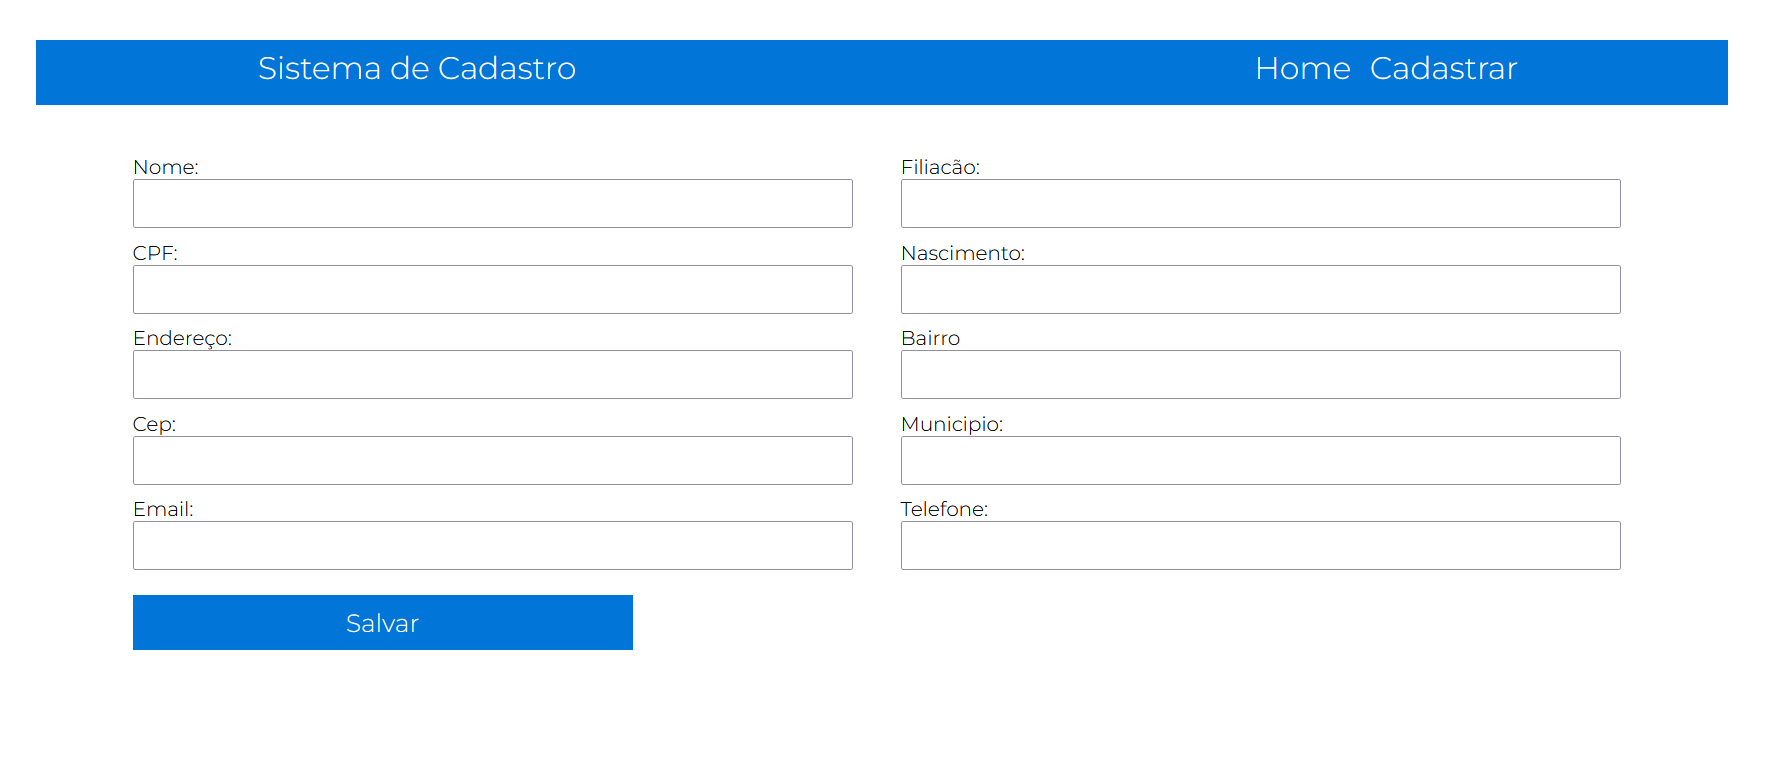 Sistema de Cadastro
Home Cadastrar
Nome:
Filiacão:
CPF:
Nascimento:
Endereço:
Bairro
Cep:
Municipio:
Email:
Telefone:
Salvar